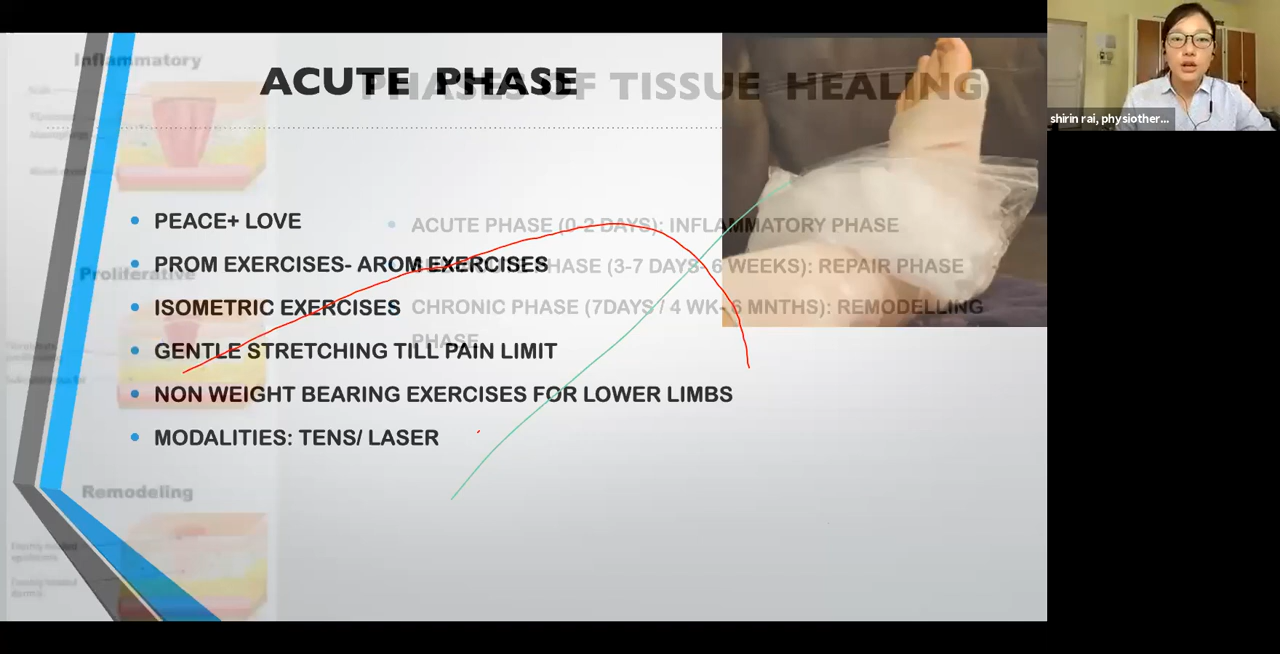 Inflammatory
ACUTE PHASE
PHASES OF TISSUE HEALING
shirin rai, physiother...
PEACE+ LOVE
ACUTE PHASE (0-2 DAYS): INFLAMMATORY PHASE
PROM EXERCISES- AROM EXERCISES
PHASE (3-7 DAYS- 6 WEEKS): REPAIR PHASE
Proliferative
ISOMETRIC EXERCISES
CHRONIC PHASE (7DAYS / 4 WK- 6 MNTHS): REMODELLING
PHASE
GENTLE STRETCHING TILL PAIN LIMIT
NON WEIGHT BEARING EXERCISES FOR LOWER LIMBS
MODALITIES: TENS/ LASER
Remodeling